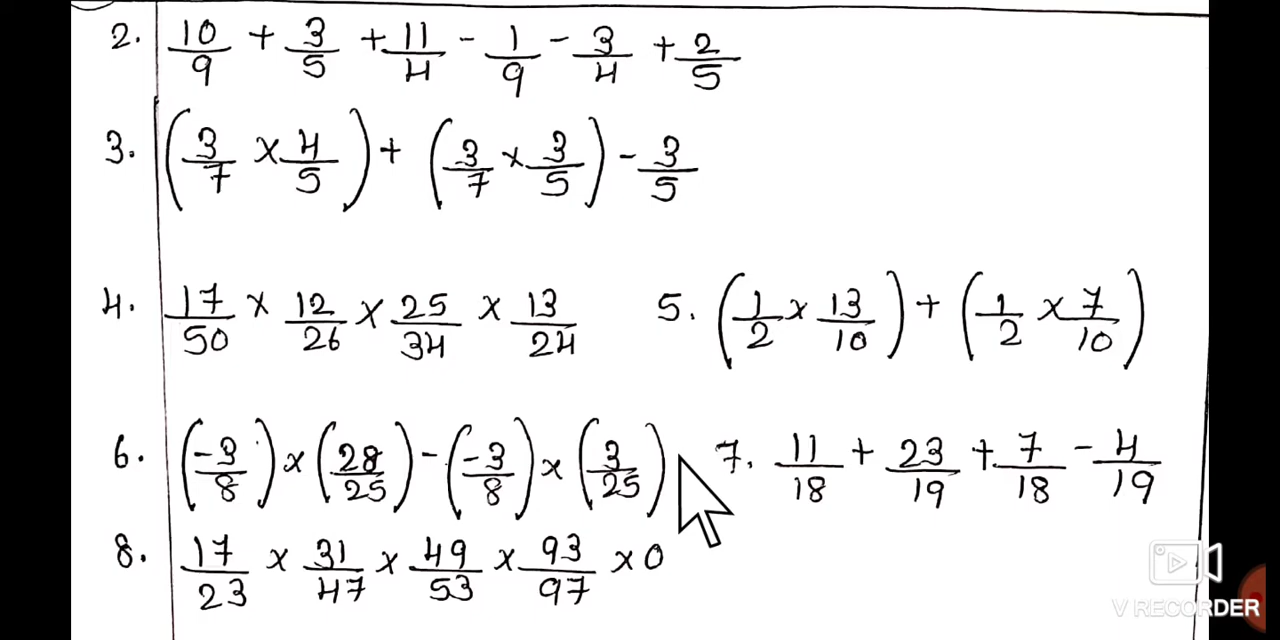 2. 10/9 + 3/5 + 11/4 - 1/9 - 3/4 + 2/5
3. (3/7 × 4/5) + (3/7 × 3/5) - 3/5
4. 17/50 × 12/26 × 25/34 × 13/24 5. (1/2 × 13/10) + (1/2 × 7/10)
6. (-3/8) × (28/25) - (-3/8) × (3/25) 7. 11/18 + 23/19 + 7/18 - 4/19
8. 17/23 × 31/47 × 49/53 × 93/97 × 0
V RECORDER